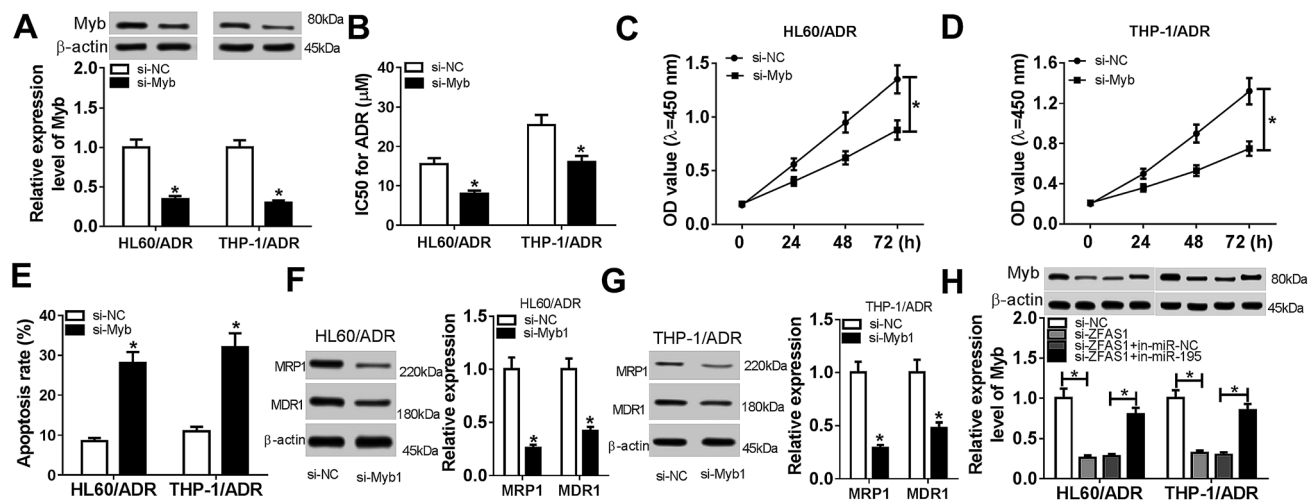 A
Myb
80kDa
β-actin
45kDa
si-NC
si-Myb
Relative expression
level of Myb
2.0
1.5
1.0
0.5
0.0
*
*
HL60/ADR
THP-1/ADR
B
si-NC
si-Myb
IC50 for ADR (μM)
40
30
20
10
0
*
*
HL60/ADR
THP-1/ADR
C
HL60/ADR
si-NC
si-Myb
OD value (λ=450 nm)
1.5
1.0
0.5
0.0
*
0
24
48
72 (h)
D
THP-1/ADR
si-NC
si-Myb
OD value (λ=450 nm)
1.6
1.2
0.8
0.4
0.0
*
0
24
48
72 (h)
E
si-NC
si-Myb
Apoptosis rate (%)
40
30
20
10
0
*
*
HL60/ADR
THP-1/ADR
F
HL60/ADR
MRP1
220kDa
MDR1
180kDa
β-actin
45kDa
si-NC
si-Myb1
HL60/ADR
si-NC
si-Myb1
Relative expression
1.5
1.0
0.5
0.0
*
*
MRP1
MDR1
G
THP-1/ADR
MRP1
220kDa
MDR1
180kDa
β-actin
45kDa
si-NC
si-Myb1
THP-1/ADR
si-NC
si-Myb1
Relative expression
1.5
1.0
0.5
0.0
*
*
MRP1
MDR1
H
Myb
80kDa
β-actin
45kDa
si-NC
si-ZFAS1
si-ZFAS1+in-miR-NC
si-ZFAS1+in-miR-195
Relative expression
level of Myb
2.0
1.5
1.0
0.5
0.0
*
*
*
*
HL60/ADR
THP-1/ADR